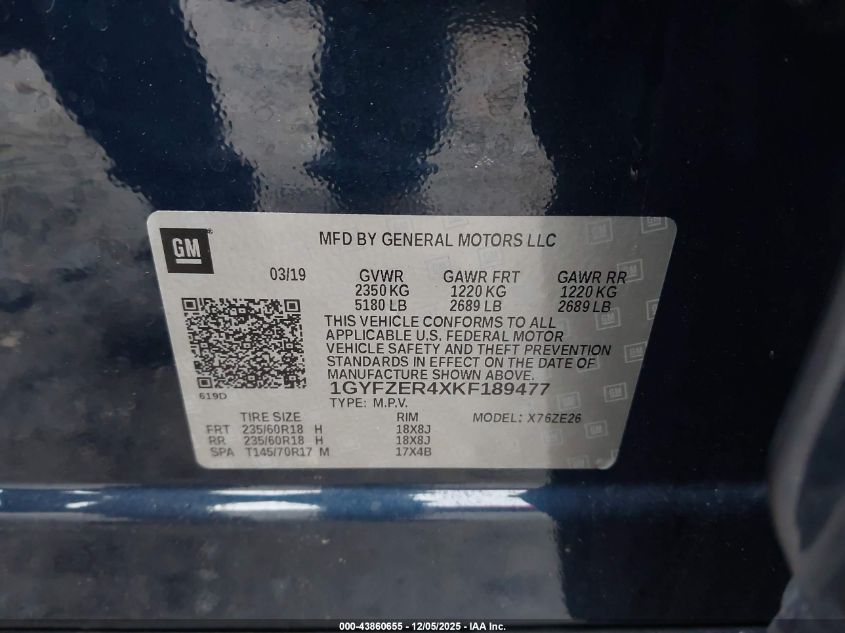 GM
MFD BY GENERAL MOTORS LLC
03/19 GVWR GAWR FRT GAWR RR
2350 KG 1220 KG 1220 KG
5180 LB 2689 LB 2689 LB
THIS VEHICLE CONFORMS TO ALL
APPLICABLE U.S. FEDERAL MOTOR
VEHICLE SAFETY AND THEFT PREVENTION
STANDARDS IN EFFECT ON THE DATE OF
MANUFACTURE SHOWN ABOVE.
619D
1GYFZER4XKF189477
TYPE: M.P.V.
TIRE SIZE RIM MODEL: X76ZE26
FRT 235/60R18 H 18X8J
RR 235/60R18 H 18X8J
SPA T145/70R17 M 17X4B
000-43860655 - 12/05/2025 - IAA Inc.